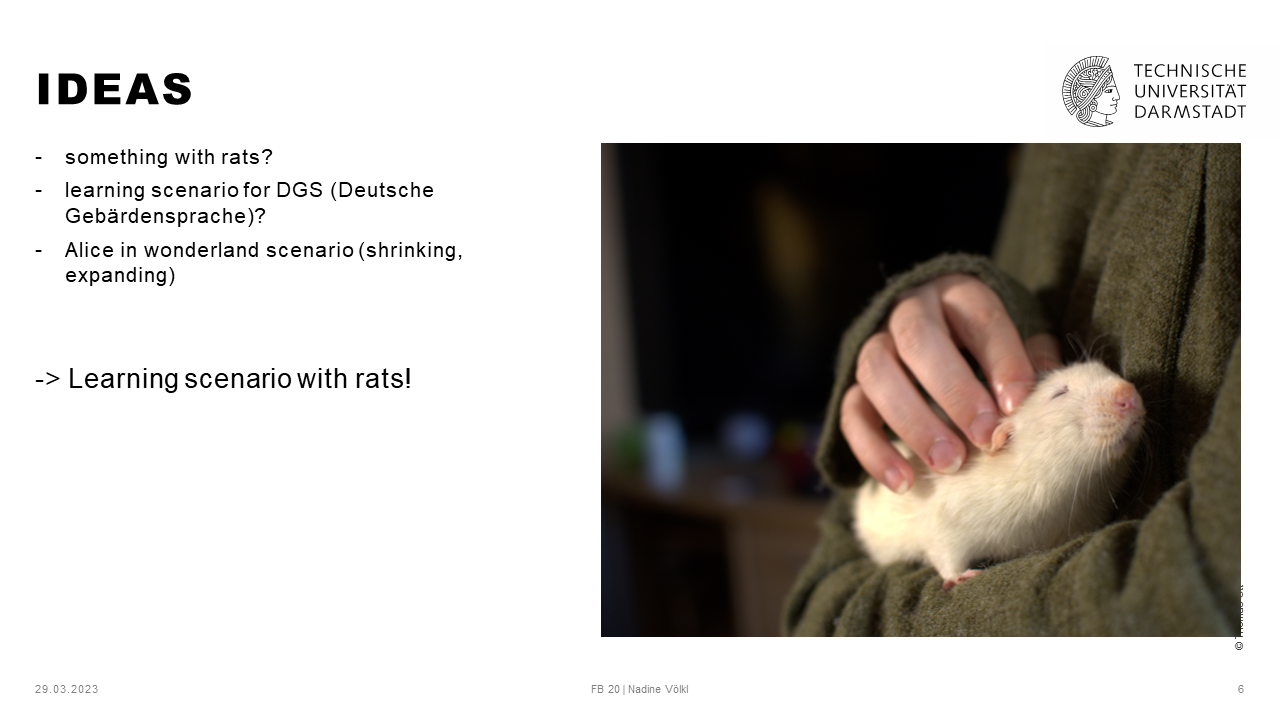 IDEAS
TECHNISCHE
UNIVERSITÄT
DARMSTADT
- something with rats?
- learning scenario for DGS (Deutsche
Gebärdensprache)?
- Alice in wonderland scenario (shrinking,
expanding)
-> Learning scenario with rats!
©
29.03.2023
FB 20 | Nadine Völkl
6